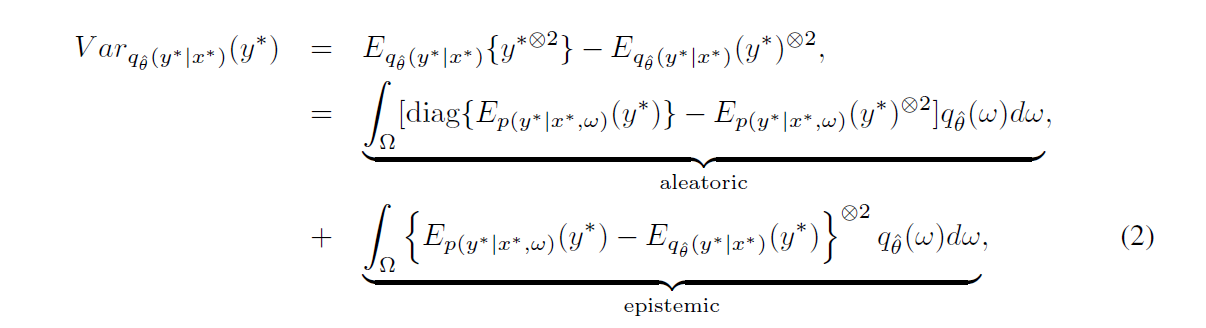 $Var_{q_{\hat{\theta}}(y^*|x^*)}(y^*) = E_{q_{\hat{\theta}}(y^*|x^*)}\{y^{*\otimes 2}\} - E_{q_{\hat{\theta}}(y^*|x^*)}(y^*)^{\otimes 2},$
$= \underbrace{\int_{\Omega} [\text{diag}\{E_{p(y^*|x^*,\omega)}(y^*)\} - E_{p(y^*|x^*,\omega)}(y^*)^{\otimes 2}] q_{\hat{\theta}}(\omega) d\omega}_{\text{aleatoric}},$
$+ \underbrace{\int_{\Omega} \left\{E_{p(y^*|x^*,\omega)}(y^*) - E_{q_{\hat{\theta}}(y^*|x^*)}(y^*)\right\}^{\otimes 2} q_{\hat{\theta}}(\omega) d\omega}_{\text{epistemic}}, \quad (2)$